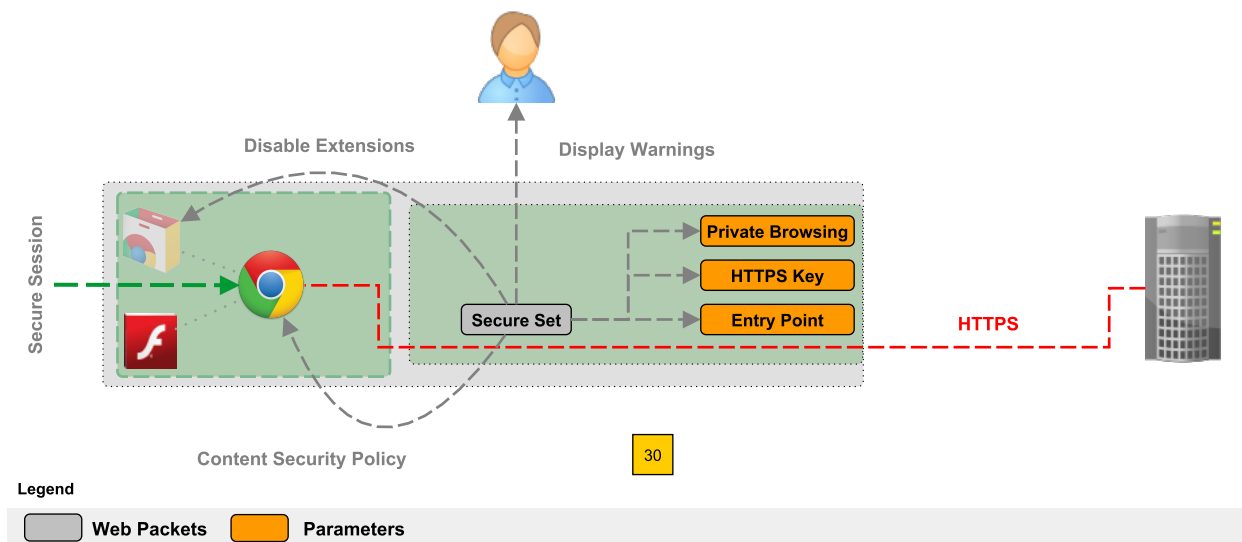 Disable Extensions
Display Warnings
Secure Session
Private Browsing
HTTPS Key
Secure Set
Entry Point
HTTPS
Content Security Policy
30
Legend
Web Packets
Parameters